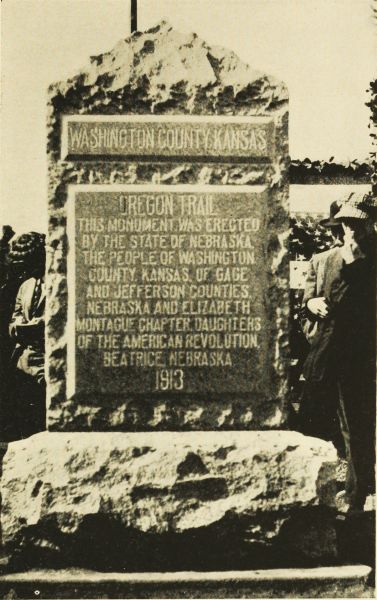 WASHINGTON COUNTY, KANSAS
OREGON TRAIL
THIS MONUMENT WAS ERECTED
BY THE STATE OF NEBRASKA,
THE PEOPLE OF WASHINGTON
COUNTY, KANSAS, OF GAGE
AND JEFFERSON COUNTIES,
NEBRASKA AND ELIZABETH
MONTAGUE CHAPTER, DAUGHTERS
OF THE AMERICAN REVOLUTION,
BEATRICE, NEBRASKA
1913